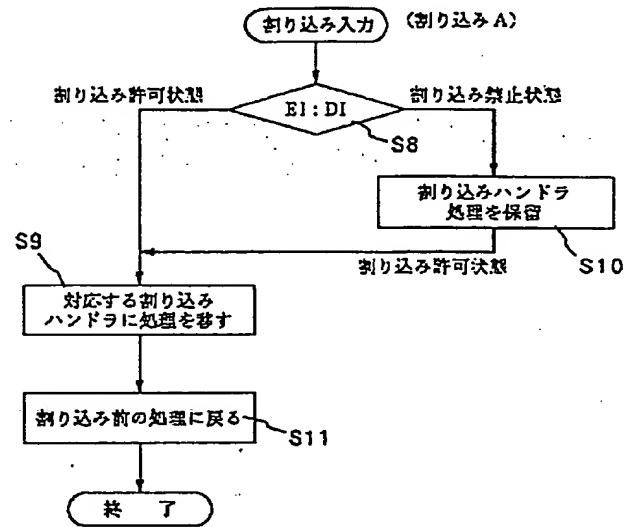 割り込み入力 (割り込みA)
割り込み許可状態
EI:DI
割り込み禁止状態
S8
割り込みハンドラ
処理を保留
S10
割り込み許可状態
S9
対応する割り込み
ハンドラに処理を移す
割り込み前の処理に戻る
S11
終 了